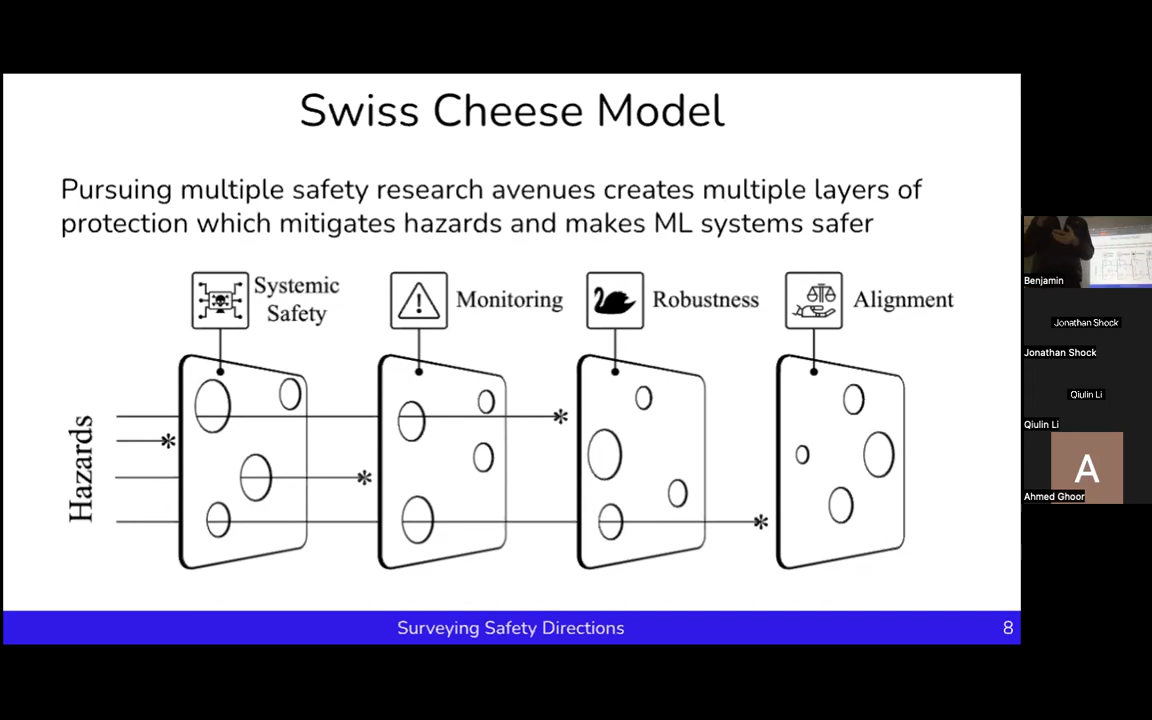 Swiss Cheese Model
Pursuing multiple safety research avenues creates multiple layers of
protection which mitigates hazards and makes ML systems safer
Systemic
Safety
Monitoring
Robustness
Alignment
Hazards
Surveying Safety Directions
8
Benjamin
Jonathan Shock
Jonathan Shock
Qiulin Li
Qiulin Li
A
Ahmed Ghoor